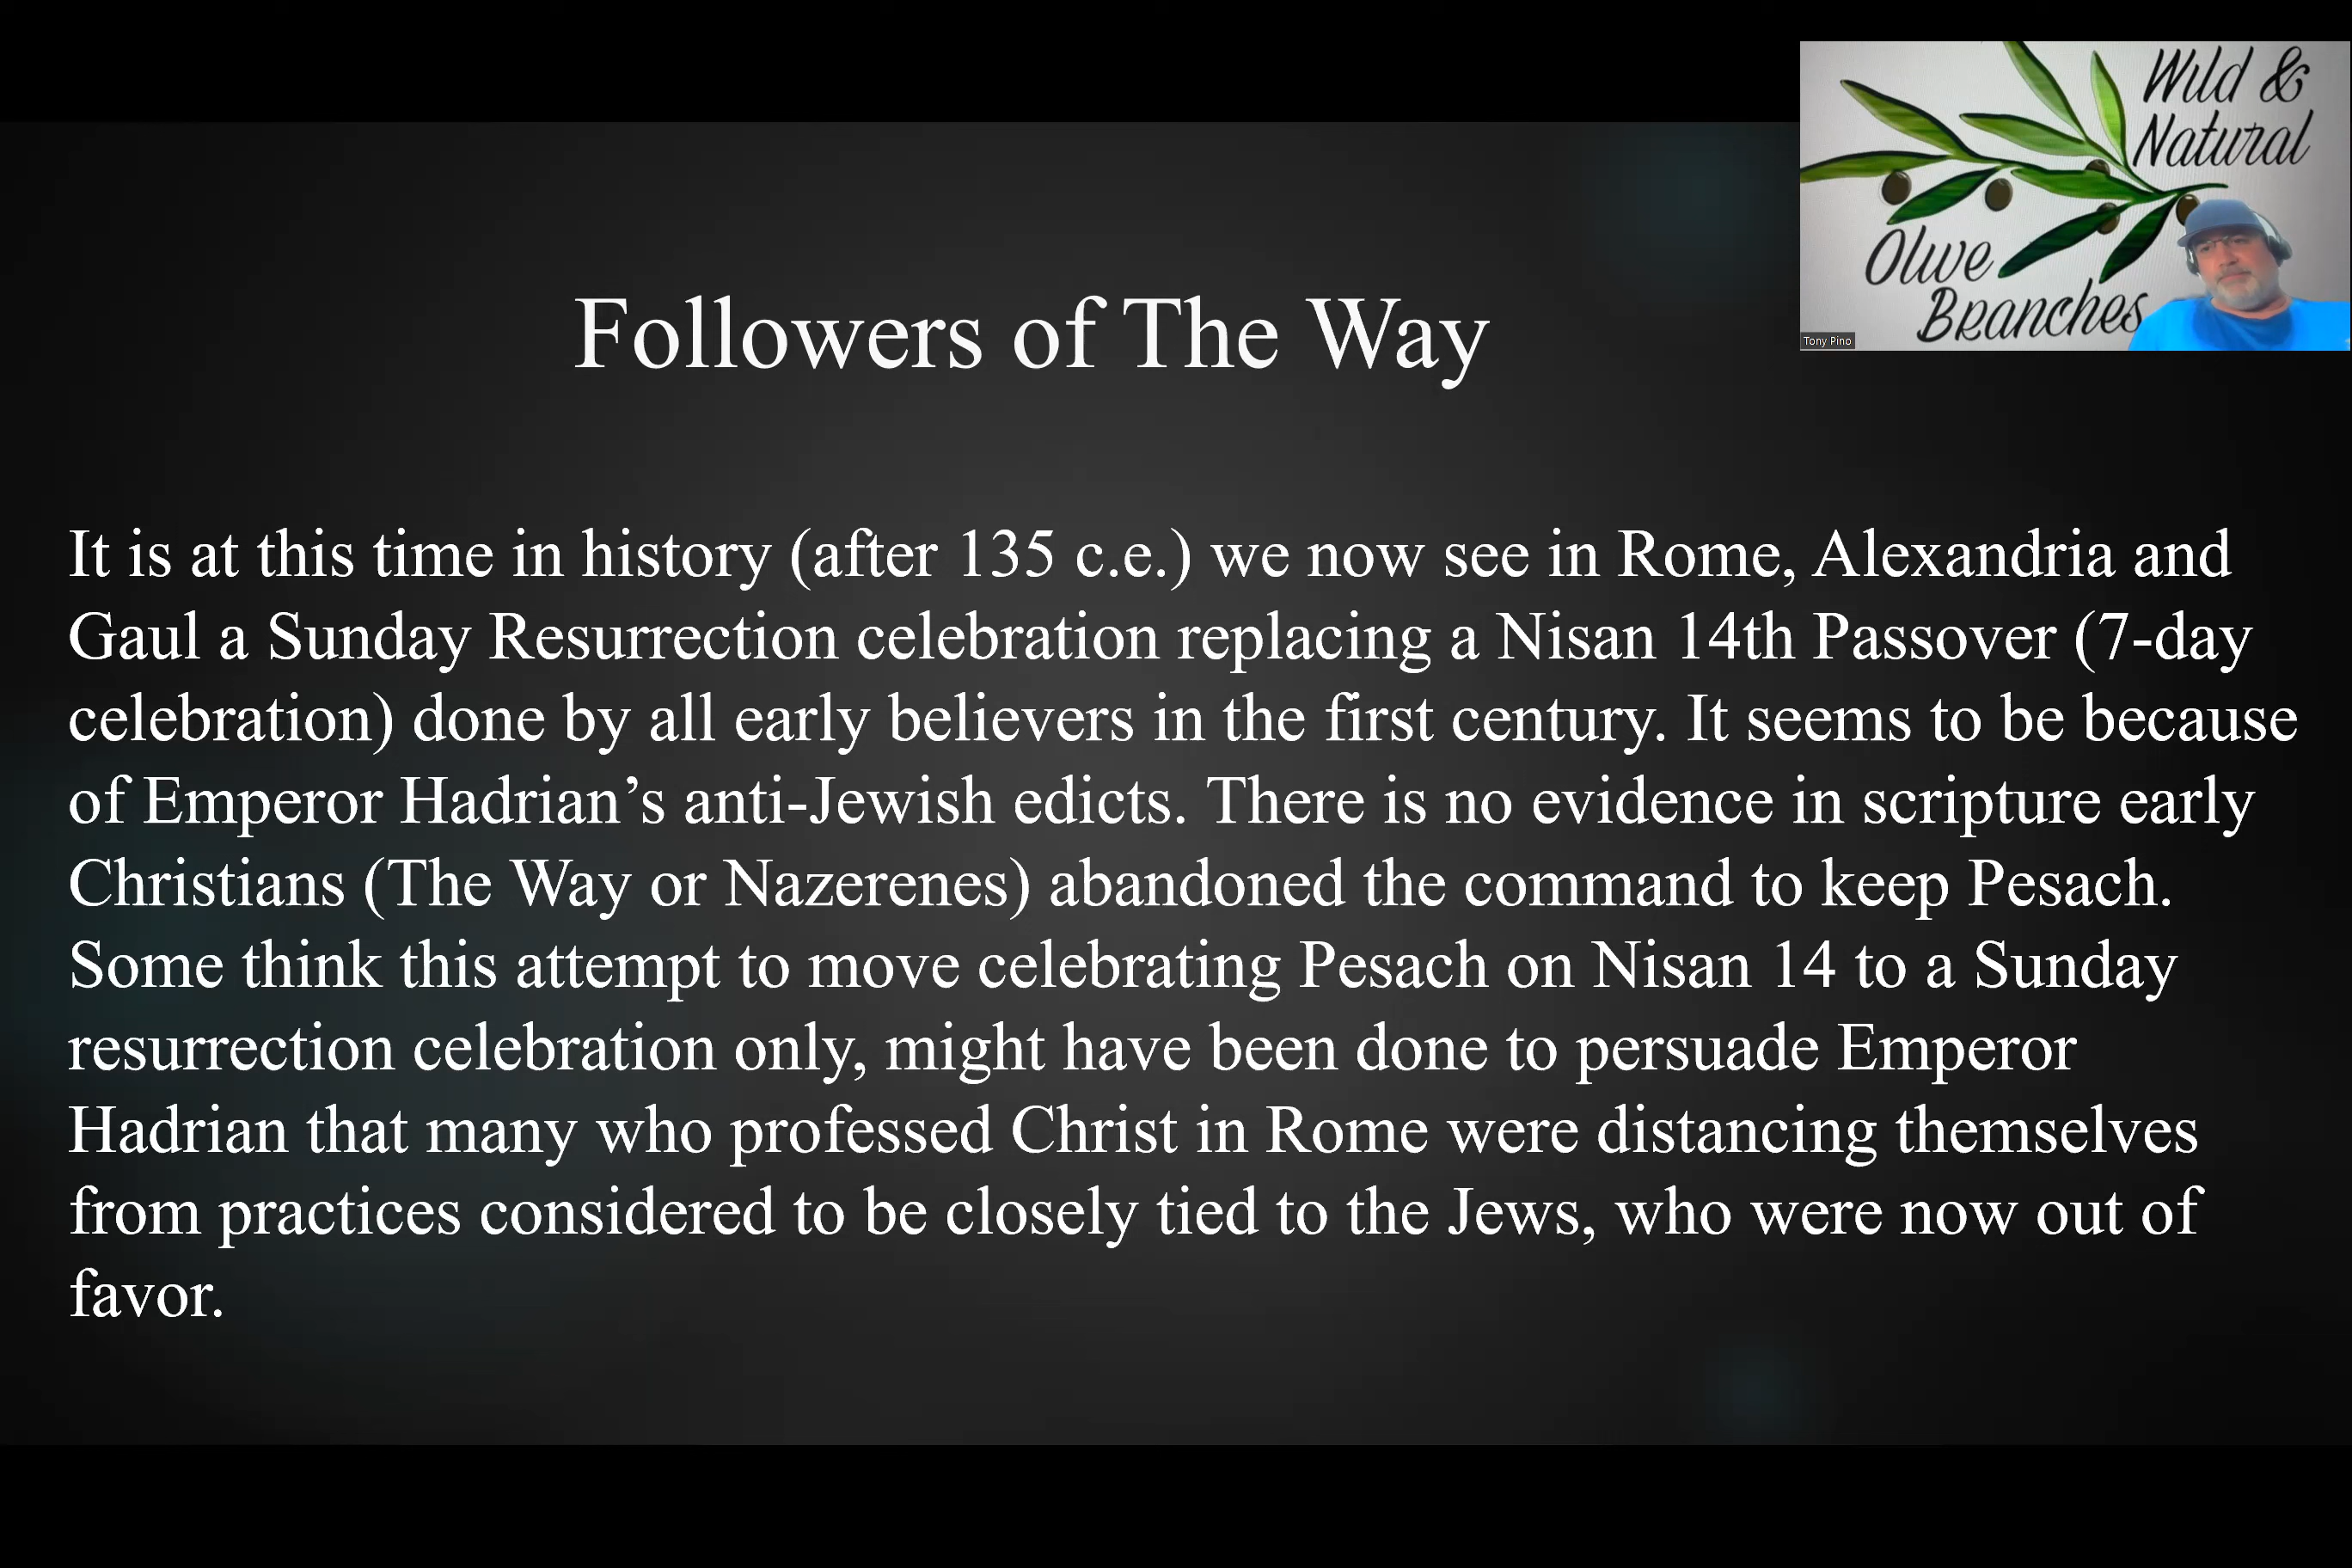 Wild &
Natural
Olive
Branches
Tony Pino
Followers of The Way
It is at this time in history (after 135 c.e.) we now see in Rome, Alexandria and
Gaul a Sunday Resurrection celebration replacing a Nisan 14th Passover (7-day
celebration) done by all early believers in the first century. It seems to be because
of Emperor Hadrian’s anti-Jewish edicts. There is no evidence in scripture early
Christians (The Way or Nazerenes) abandoned the command to keep Pesach.
Some think this attempt to move celebrating Pesach on Nisan 14 to a Sunday
resurrection celebration only, might have been done to persuade Emperor
Hadrian that many who professed Christ in Rome were distancing themselves
from practices considered to be closely tied to the Jews, who were now out of
favor.